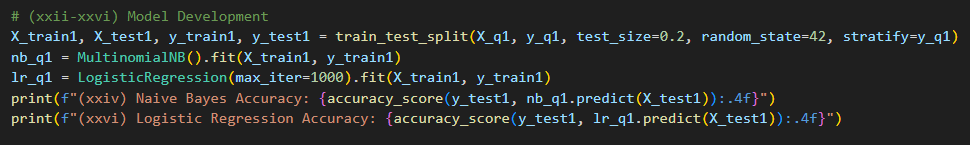 # (xxii-xxvi) Model Development
X_train1, X_test1, y_train1, y_test1 = train_test_split(X_q1, y_q1, test_size=0.2, random_state=42, stratify=y_q1)
nb_q1 = MultinomialNB().fit(X_train1, y_train1)
lr_q1 = LogisticRegression(max_iter=1000).fit(X_train1, y_train1)
print(f"(xxiv) Naive Bayes Accuracy: {accuracy_score(y_test1, nb_q1.predict(X_test1)):.4f}")
print(f"(xxvi) Logistic Regression Accuracy: {accuracy_score(y_test1, lr_q1.predict(X_test1)):.4f}")